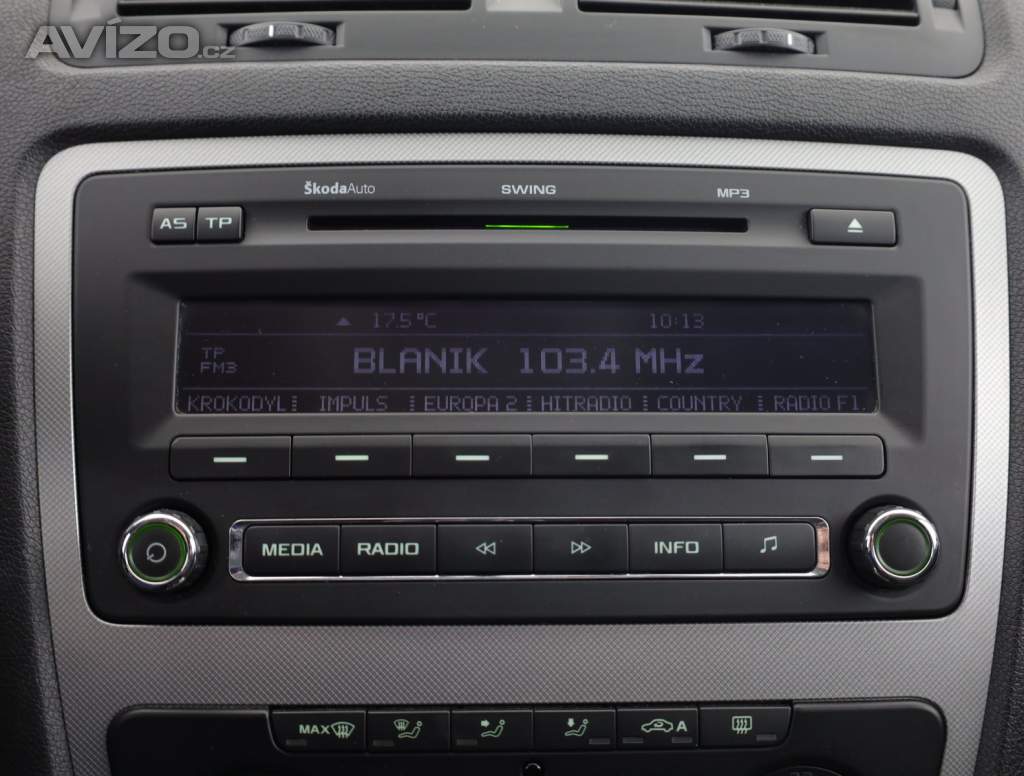 AVÍZO.cz
ŠkodaAuto SWING MP3
AS TP
17.5°C 10:13
TP
FM3
BLANIK 103.4 MHz
KROKODYL IMPULS EUROPA 2 HITRADIO COUNTRY RADIO F1.
MEDIA RADIO INFO
MAX A